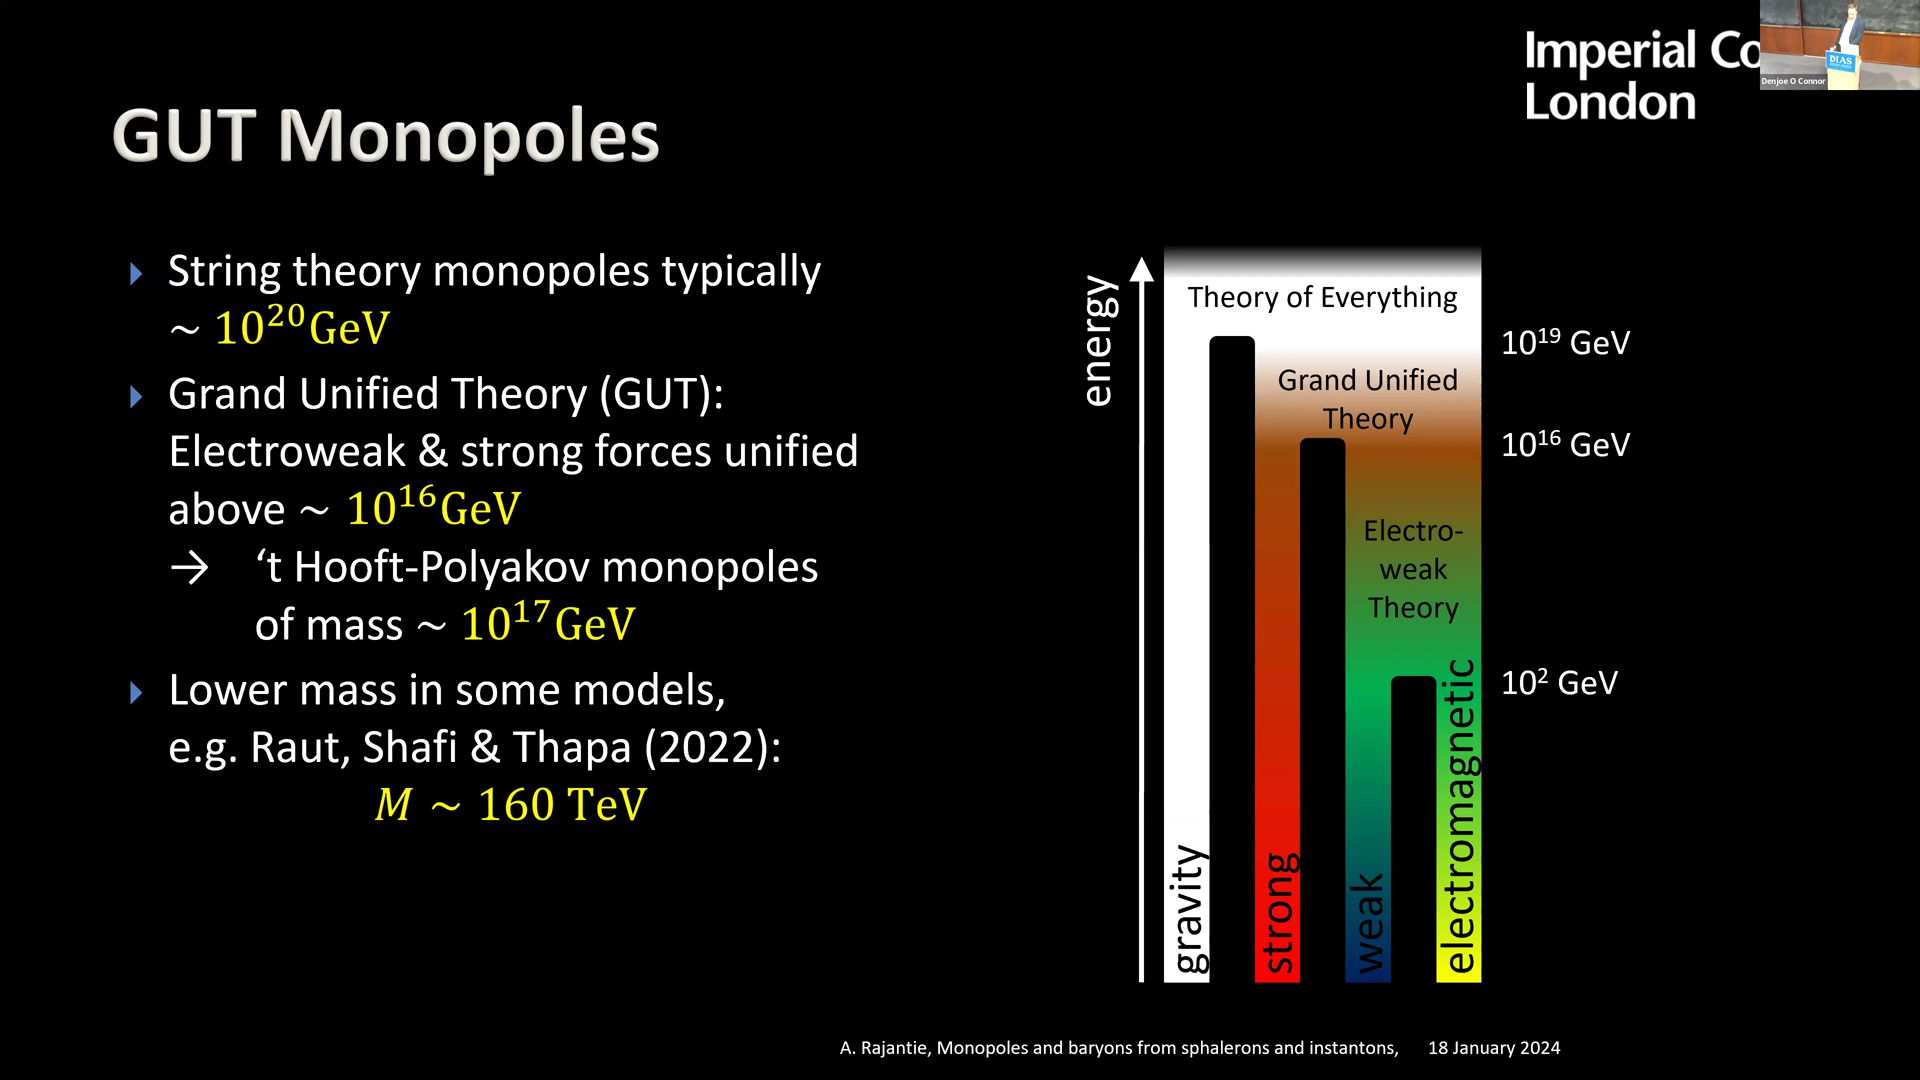 Imperial Co
London
DIAS
Denjoe O Connor
GUT Monopoles
String theory monopoles typically
~ 10²⁰GeV
Grand Unified Theory (GUT):
Electroweak & strong forces unified
above ~ 10¹⁶GeV
→ ‘t Hooft-Polyakov monopoles
of mass ~ 10¹⁷GeV
Lower mass in some models,
e.g. Raut, Shafi & Thapa (2022):
M ~ 160 TeV
energy
Theory of Everything
10¹⁹ GeV
Grand Unified
Theory
10¹⁶ GeV
Electro-
weak
Theory
10² GeV
gravity
strong
weak
electromagnetic
A. Rajantie, Monopoles and baryons from sphalerons and instantons, 18 January 2024